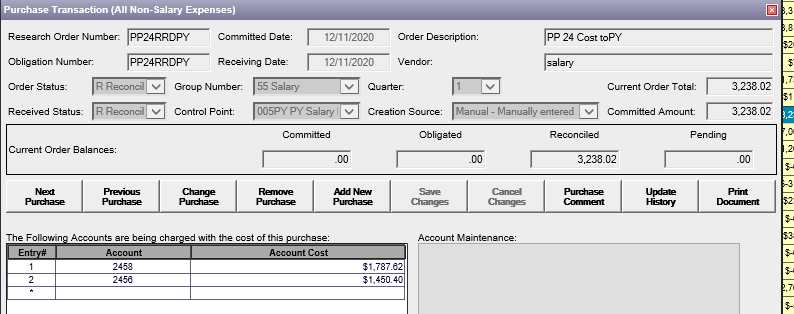 Purchase Transaction (All Non-Salary Expenses)
Research Order Number: PP24RRDPY Committed Date: 12/11/2020 Order Description: PP 24 Cost toPY
Obligation Number: PP24RRDPY Receiving Date: 12/11/2020 Vendor: salary
Order Status: R Reconcil Group Number: 55 Salary Quarter: 1 Current Order Total: 3,238.02
Received Status: R Reconcil Control Point: 005PY PY Salary Creation Source: Manual - Manually entered Committed Amount: 3,238.02
Committed Obligated Reconciled Pending
Current Order Balances: .00 .00 3,238.02 .00
Next Purchase Previous Purchase Change Purchase Remove Purchase Add New Purchase Save Changes Cancel Changes Purchase Comment Update History Print Document
The Following Accounts are being charged with the cost of this purchase: Account Maintenance:
Entry# Account Account Cost
1 2458 $1,787.62
2 2456 $1,450.40
*